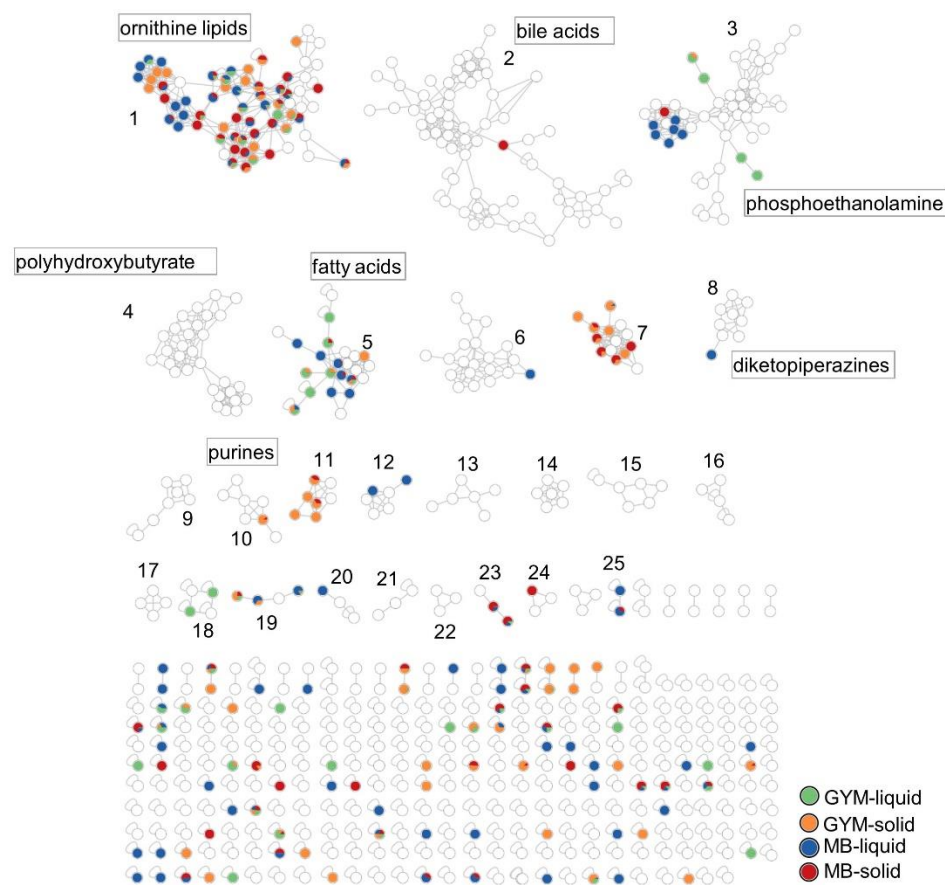 ornithine lipids
bile acids
3
2
1
phosphoethanolamine
polyhydroxybutyrate
fatty acids
8
4
5
6
7
diketopiperazines
purines
11
12
13
14
15
16
9
10
17
20
21
23
24
25
18
19
22
GYM-liquid
GYM-solid
MB-liquid
MB-solid